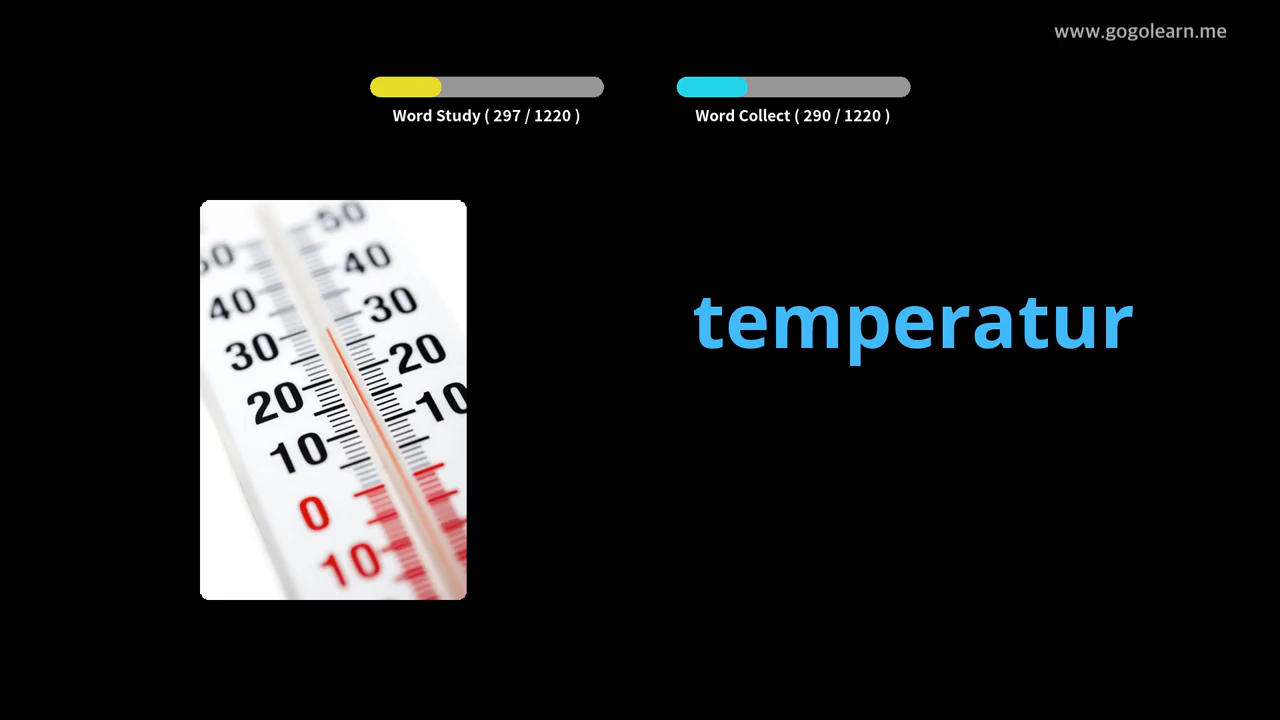 www.gogolearn.me
Word Study ( 297 / 1220 )
Word Collect ( 290 / 1220 )
temperatur
50
40 40
30 30
20 20
10 10
0
10